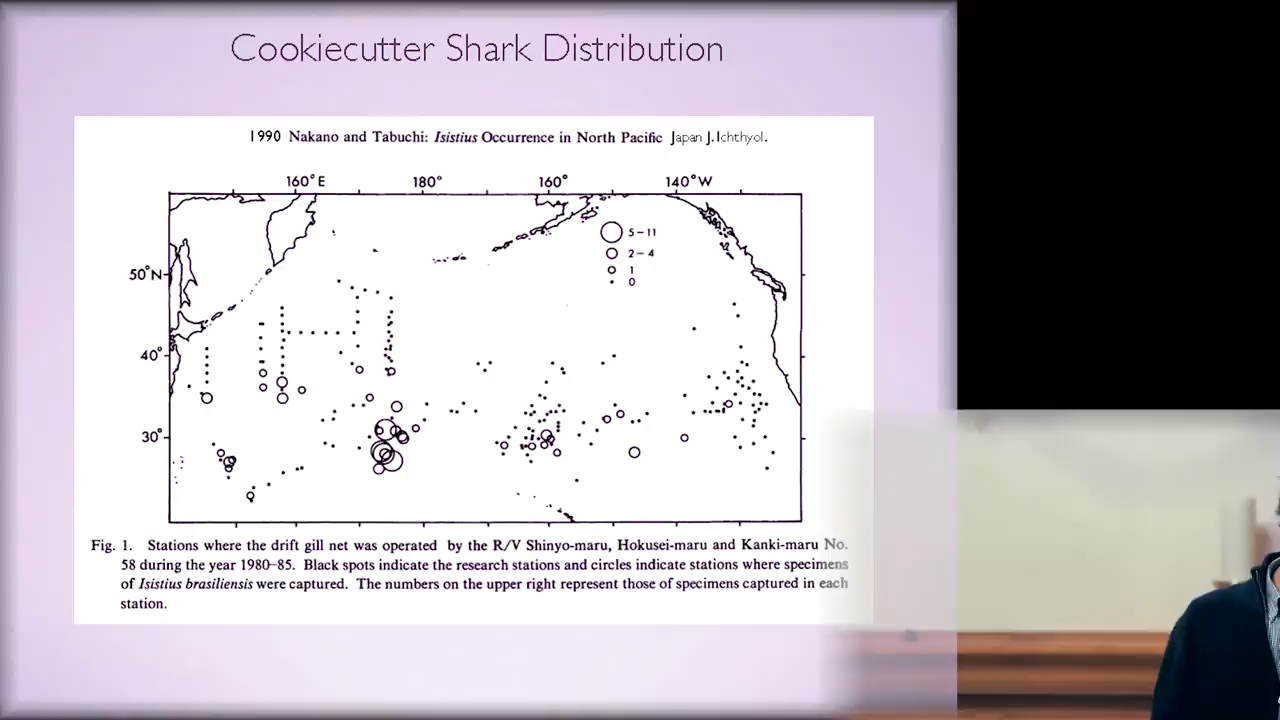 Cookiecutter Shark Distribution
1990 Nakano and Tabuchi: Isistius Occurrence in North Pacific Japan J. Ichthyol.
160°E 180° 160° 140°W
5-11
2-4
1
0
50°N
40°
30°
Fig. 1. Stations where the drift gill net was operated by the R/V Shinyo-maru, Hokusei-maru and Kanki-maru No.
58 during the year 1980-85. Black spots indicate the research stations and circles indicate stations where specimens
of Isistius brasiliensis were captured. The numbers on the upper right represent those of specimens captured in each
station.